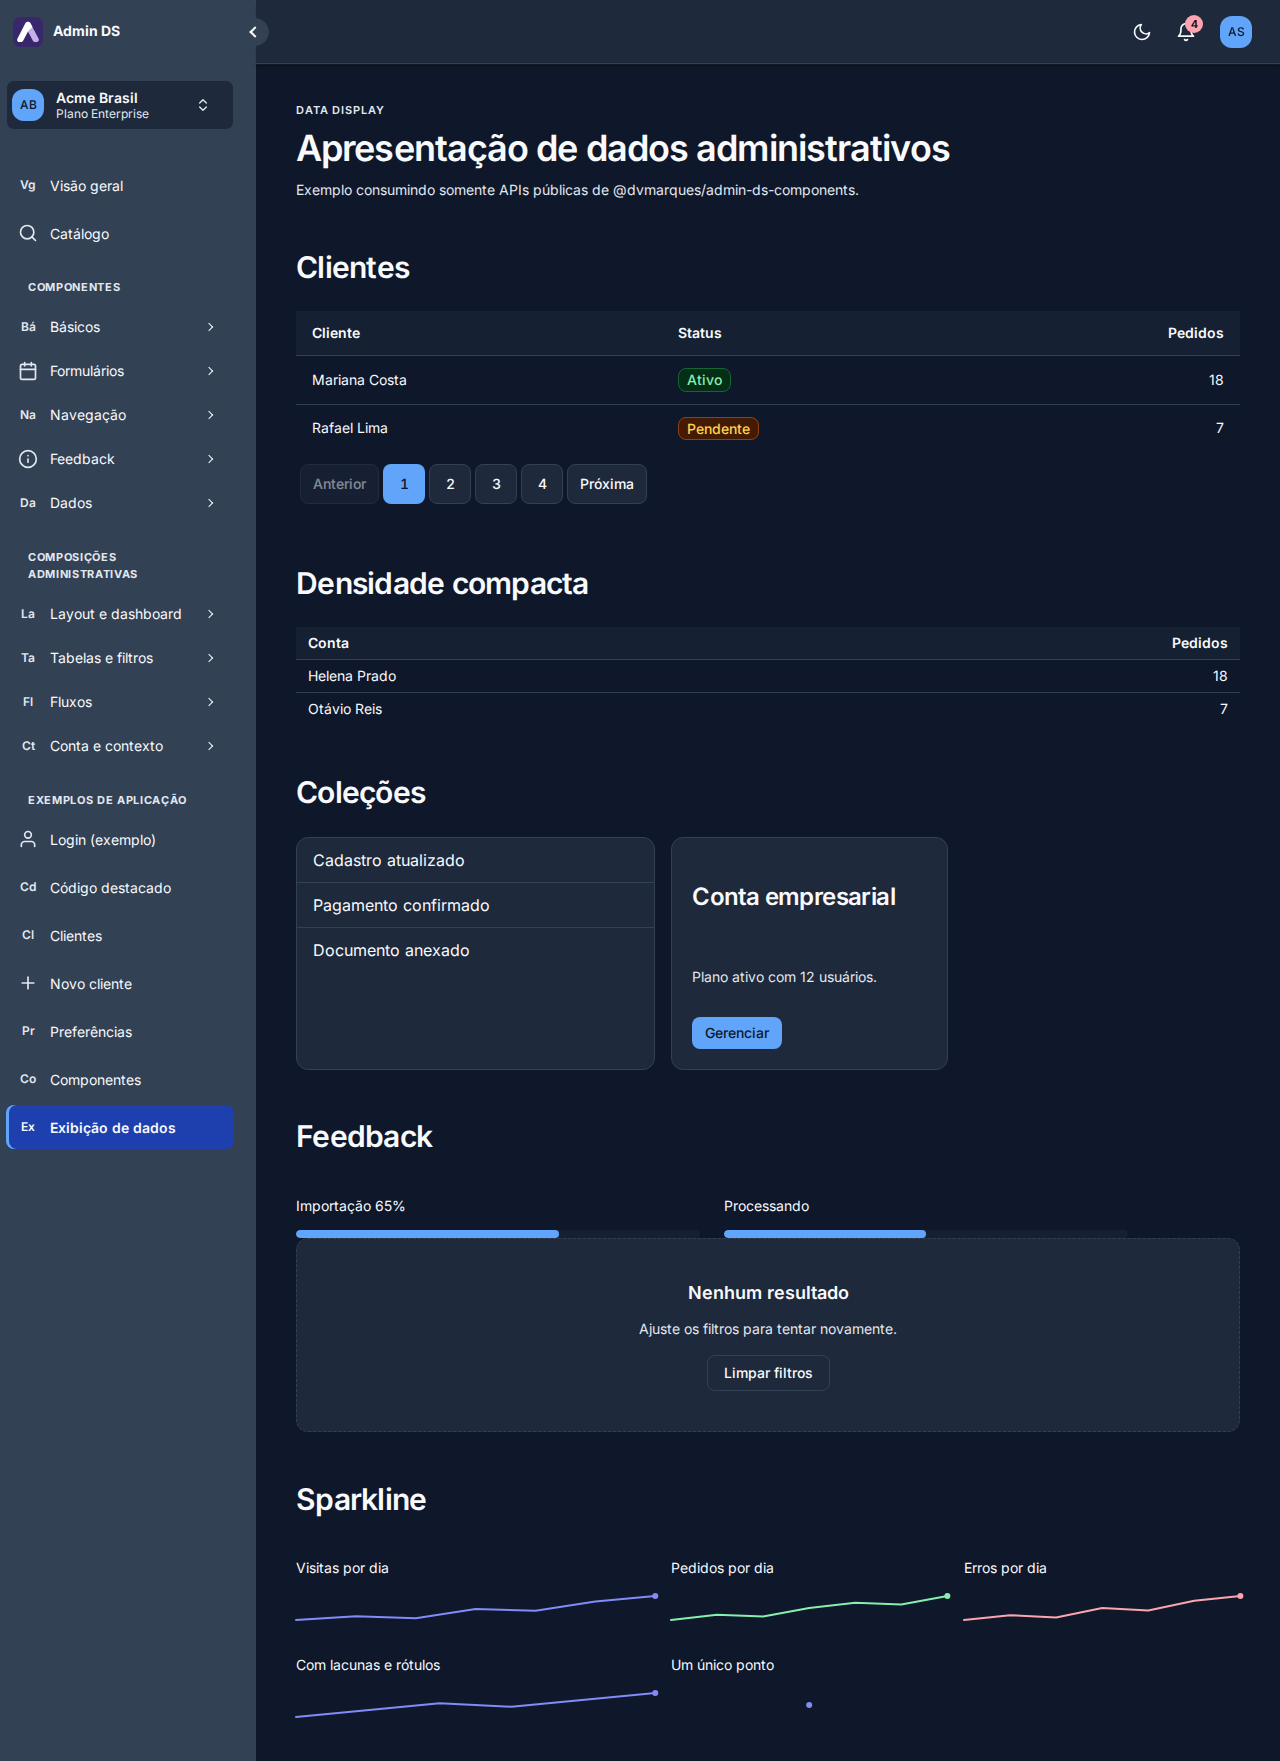 Admin DS
4
AS
AB
Acme Brasil
Plano Enterprise
Vg Visão geral
Catálogo
COMPONENTES
Bá Básicos
Formulários
Na Navegação
Feedback
Da Dados
COMPOSIÇÕES
ADMINISTRATIVAS
La Layout e dashboard
Ta Tabelas e filtros
Fl Fluxos
Ct Conta e contexto
EXEMPLOS DE APLICAÇÃO
Login (exemplo)
Cd Código destacado
Cl Clientes
Novo cliente
Pr Preferências
Co Componentes
Ex Exibição de dados
DATA DISPLAY
Apresentação de dados administrativos
Exemplo consumindo somente APIs públicas de @dvmarques/admin-ds-components.
Clientes
Cliente Status Pedidos
Mariana Costa Ativo 18
Rafael Lima Pendente 7
Anterior 1 2 3 4 Próxima
Densidade compacta
Conta Pedidos
Helena Prado 18
Otávio Reis 7
Coleções
Cadastro atualizado
Pagamento confirmado
Documento anexado
Conta empresarial
Plano ativo com 12 usuários.
Gerenciar
Feedback
Importação 65% Processando
Nenhum resultado
Ajuste os filtros para tentar novamente.
Limpar filtros
Sparkline
Visitas por dia Pedidos por dia Erros por dia
Com lacunas e rótulos Um único ponto